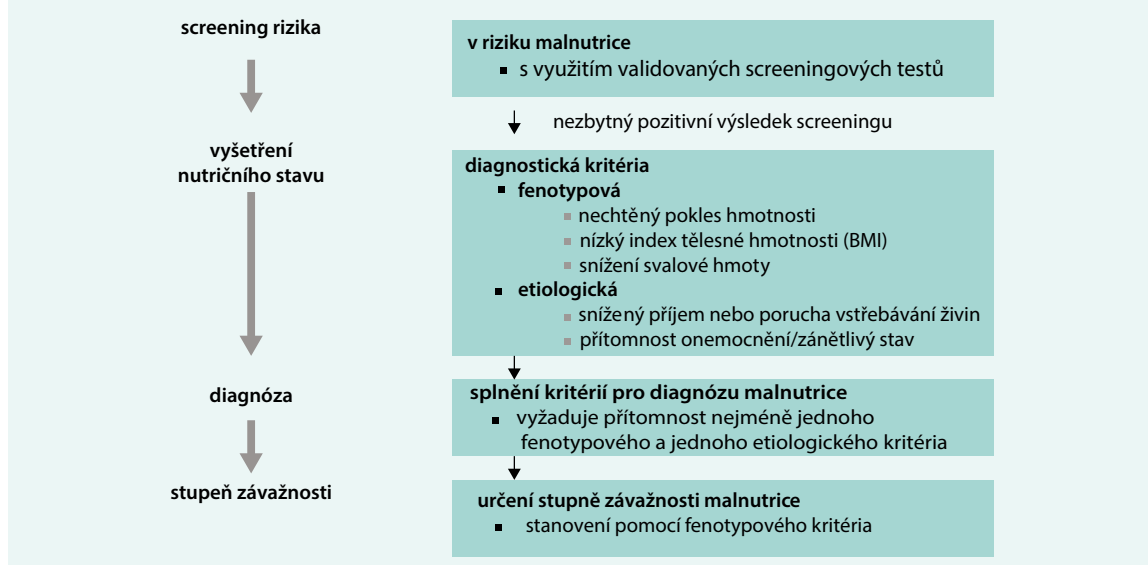 screening rizika
v riziku malnutrice
▪ s využitím validovaných screeningových testů
nezbytný pozitivní výsledek screeningu
vyšetření
nutričního stavu
diagnostická kritéria
▪ fenotypová
▪ nechtěný pokles hmotnosti
▪ nízký index tělesné hmotnosti (BMI)
▪ snížení svalové hmoty
▪ etiologická
▪ snížený příjem nebo porucha vstřebávání živin
▪ přítomnost onemocnění/zánětlivý stav
diagnóza
splnění kritérií pro diagnózu malnutrice
▪ vyžaduje přítomnost nejméně jednoho
fenotypového a jednoho etiologického kritéria
stupeň závažnosti
určení stupně závažnosti malnutrice
▪ stanovení pomocí fenotypového kritéria